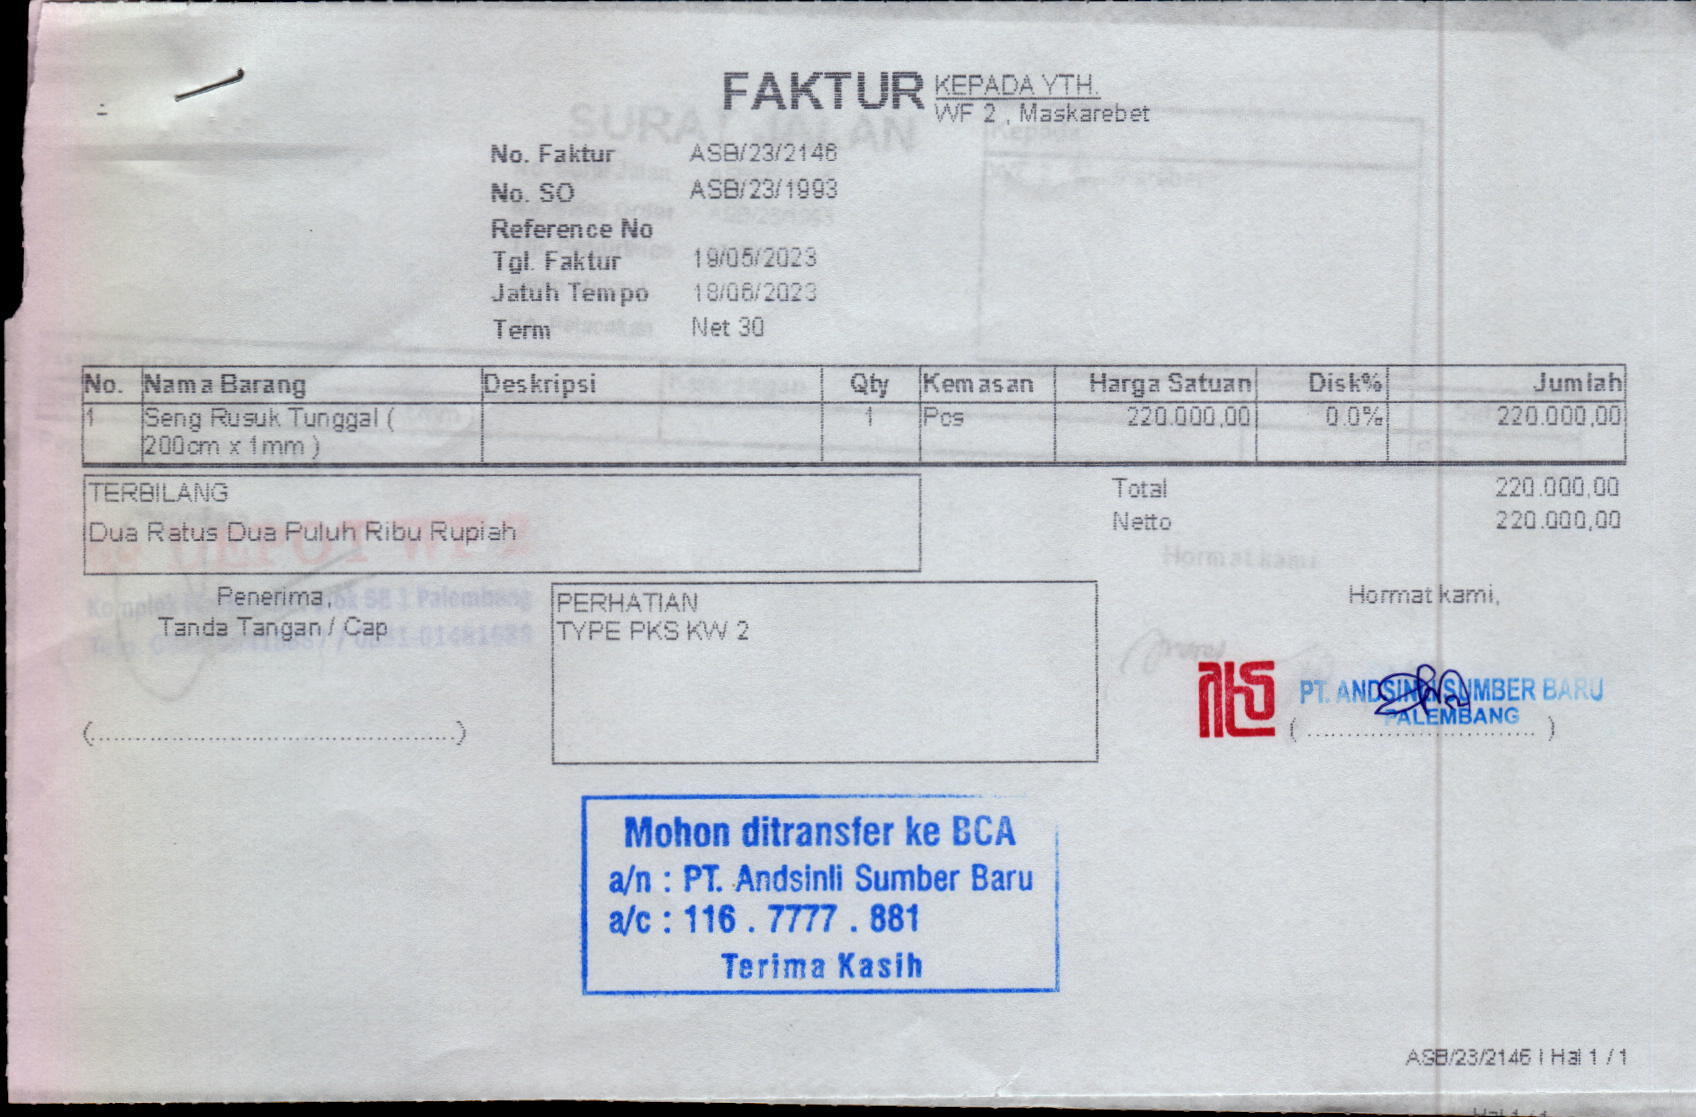 FAKTUR
KEPADA YTH.
WF 2 , Maskarebet
No. Faktur ASB/23/2146
No. SO ASB/23/1993
Reference No
Tgl. Faktur 19/05/2023
Jatuh Tempo 18/06/2023
Term Net 30
No. Nama Barang Deskripsi Qty Kemasan Harga Satuan Disk% Jumlah
1 Seng Rusuk Tunggal ( 1 Pcs 220.000,00 0.0% 220.000,00
200cm x 1mm )
TERBILANG
Dua Ratus Dua Puluh Ribu Rupiah
Total 220.000,00
Netto 220.000,00
Penerima,
Tanda Tangan / Cap
(....................................................)
PERHATIAN
TYPE PKS KW 2
Hormat kami,
PT. ANDSINLI SUMBER BARU
PALEMBANG
( ................................ )
Mohon ditransfer ke BCA
a/n : PT. Andsinli Sumber Baru
a/c : 116 . 7777 . 881
Terima Kasih
ASB/23/2146 | Hal 1 / 1